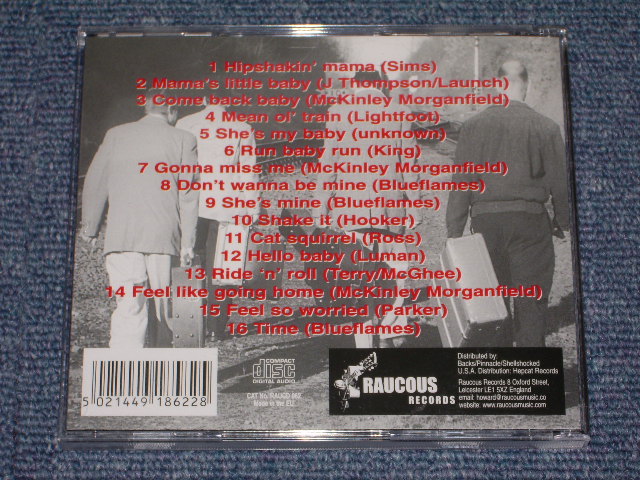 1 Hipshakin' mama (Sims)
2 Mama's little baby (J Thompson/Launch)
3 Come back baby (McKinley Morganfield)
4 Mean ol' train (Lightfoot)
5 She's my baby (unknown)
6 Run baby run (King)
7 Gonna miss me (McKinley Morganfield)
8 Don't wanna be mine (Blueflames)
9 She's mine (Blueflames)
10 Shake it (Hooker)
11 Cat squirrel (Ross)
12 Hello baby (Luman)
13 Ride 'n' roll (Terry/McGhee)
14 Feel like going home (McKinley Morganfield)
15 Feel so worried (Parker)
16 Time (Blueflames)
5 021449 186228
COMPACT
disc
DIGITAL AUDIO
CAT No. RAUCD
Made in the EU
RAUCOUS
RECORDS
Distributed by:
Backs/Pinnacle/Shellshocked
U.S.A. Distribution: Hepcat Records
Raucous Records 8 Oxford Street,
Leicester LE1 5XZ England
email: howard@raucousmusic.co
website: www.raucousmusic.com